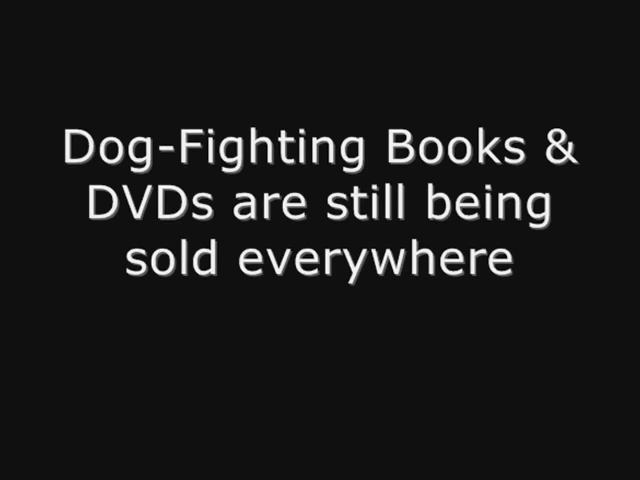 Dog-Fighting Books &
DVDs are still being
sold everywhere